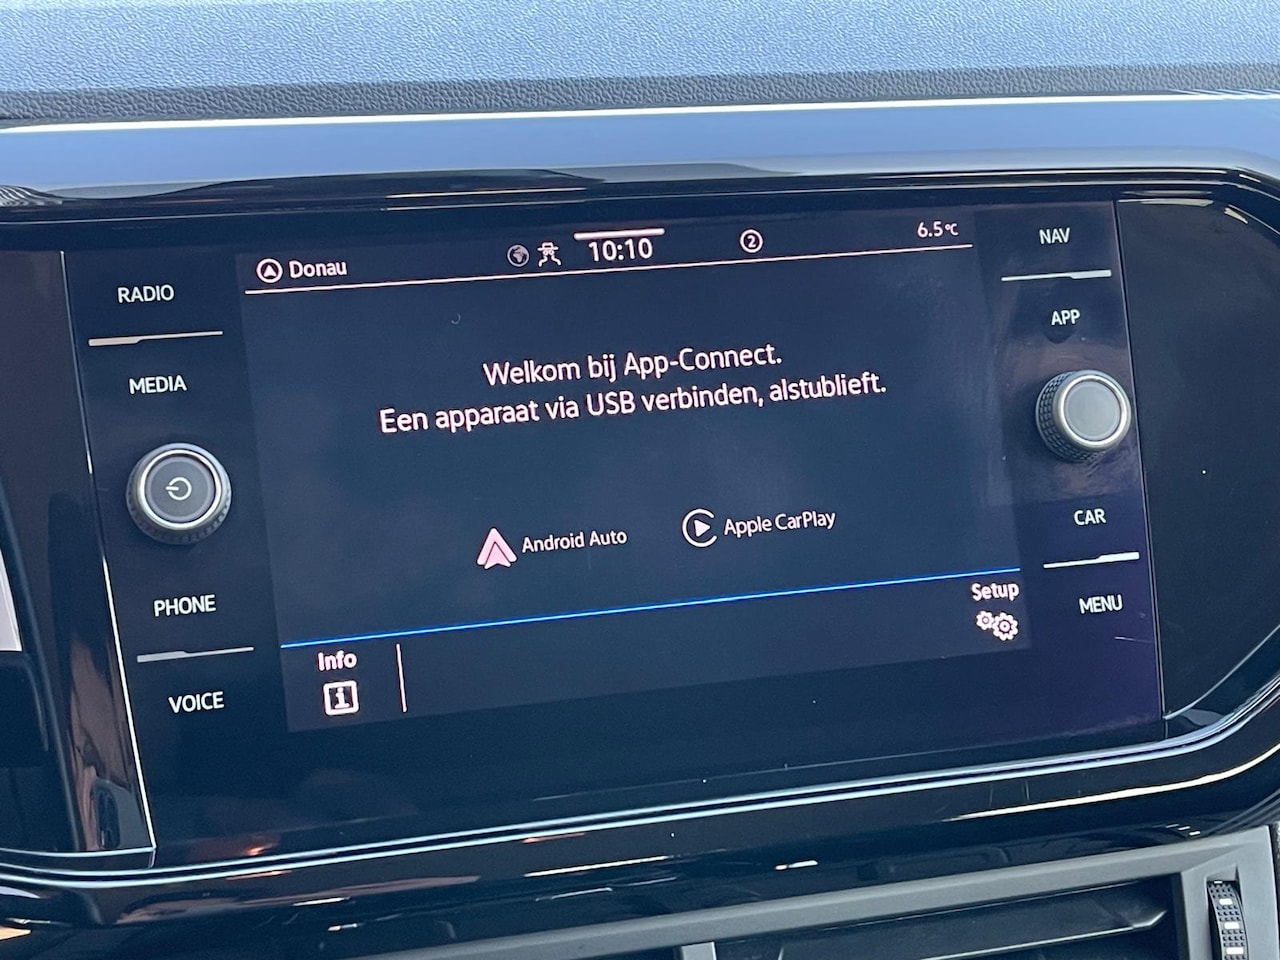 Donau 10:10 2 6.5°C
Welkom bij App-Connect.
Een apparaat via USB verbinden, alstublieft.
Android Auto Apple CarPlay
Info Setup
RADIO
MEDIA
PHONE
VOICE
NAV
APP
CAR
MENU